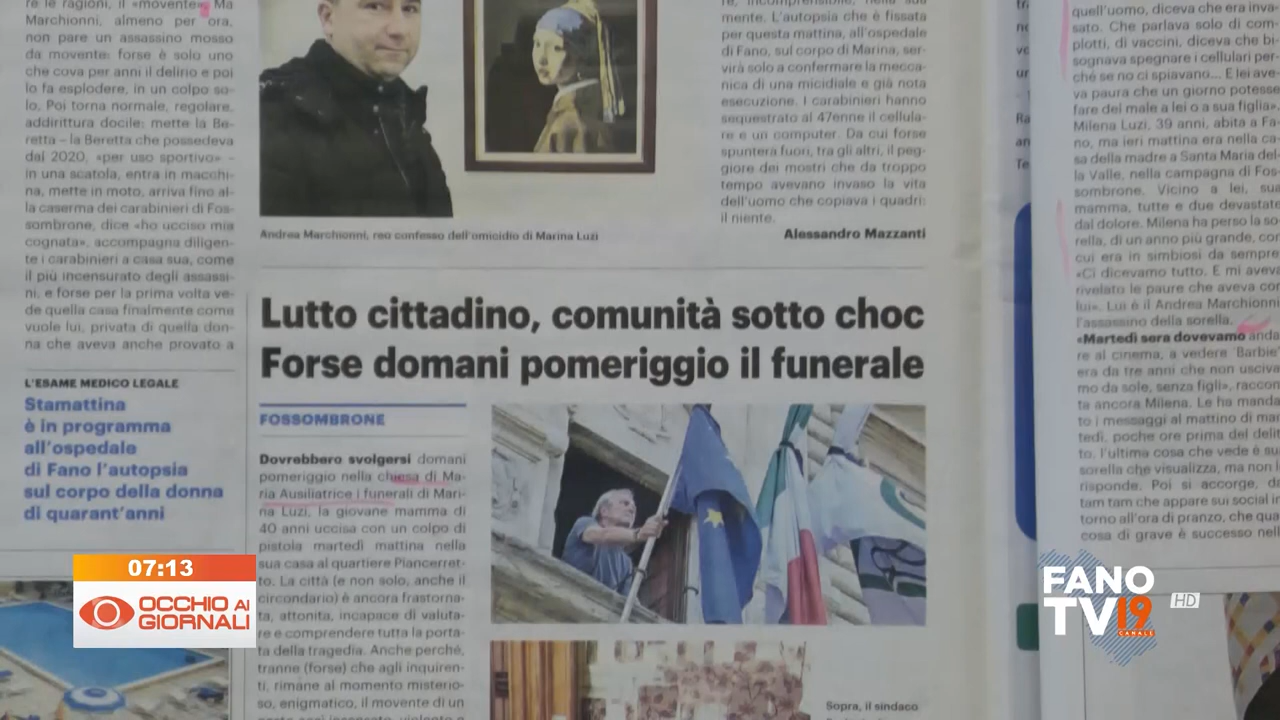 re le ragioni, il «movente». Ma
Marchionni, almeno per ora,
non pare un assassino mosso
da movente: forse è solo uno
che cova per anni il delirio e poi
lo fa esplodere, in un colpo so-
lo. Poi torna normale, regolare,
addirittura docile: mette la Be-
retta – la Beretta che possedeva
dal 2020, «per uso sportivo» –
in una scatola, entra in macchi-
na, mette in moto, arriva fino al-
la caserma dei carabinieri di Fos-
sombrone, dice «ho ucciso mia
cognata», accompagna diligen-
te i carabinieri a casa sua, come
il più incensurato degli assassi-
ni, e forse per la prima volta ve-
de quella casa finalmente come
vuole lui, privata di quella don-
na che aveva anche provato a
L'ESAME MEDICO LEGALE
Stamattina
è in programma
all'ospedale
di Fano l'autopsia
sul corpo della donna
di quarant'anni
Andrea Marchionni, reo confesso dell'omicidio di Marina Luzi
re, incomprensibile, nella sua
mente. L'autopsia che è fissata
per questa mattina, all'ospedale
di Fano, sul corpo di Marina, ser-
virà solo a confermare la mecca-
nica di una micidiale e già nota
esecuzione. I carabinieri hanno
sequestrato al 47enne il cellula-
re e un computer. Da cui forse
spunterà fuori, tra gli altri, il peg-
giore dei mostri che da troppo
tempo avevano invaso la vita
dell'uomo che copiava i quadri:
il niente.
Alessandro Mazzanti
Lutto cittadino, comunità sotto choc
Forse domani pomeriggio il funerale
FOSSOMBRONE
Dovrebbero svolgersi domani
pomeriggio nella chiesa di Ma-
ria Ausiliatrice i funerali di Mari-
na Luzi, la giovane mamma di
40 anni uccisa con un colpo di
pistola martedì mattina nella
sua casa al quartiere Piancerret-
to. La città (e non solo, anche il
circondario) è ancora frastorna-
ta, attonita, incapace di valuta-
re e comprendere tutta la porta-
ta della tragedia. Anche perché,
tranne (forse) che agli inquiren-
ti, rimane al momento misterio-
so, enigmatico, il movente di un
Sopra, il sindaco
quell'uomo, diceva che era inva-
sato. Che parlava solo di com-
plotti, di vaccini, diceva che bi-
sognava spegnere i cellulari per-
ché se no ci spiavano... E lei ave-
va paura che un giorno potesse
fare del male a lei o a sua figlia».
Milena Luzi, 39 anni, abita a Fa-
no, ma ieri mattina era nella ca-
sa della madre a Santa Maria del-
la Valle, nella campagna di Fos-
sombrone. Vicino a lei, sua
mamma, tutte e due devastate
dal dolore. Milena ha perso la so-
rella, di un anno più grande, con
cui era in simbiosi da sempre
«Ci dicevamo tutto. E mi aveva
rivelato le paure che aveva con
lui». Lui è il Andrea Marchionni
l'assassino della sorella.
«Martedì sera dovevamo anda
re al cinema, a vedere 'Barbie'
era da tre anni che non usciva
mo da sole, senza figli», raccon
ta ancora Milena. Le ha manda
to i messaggi al mattino di mar
tedì, poche ore prima del delit
to, l'ultima cosa che vede è su
sorella che visualizza, ma non l
risponde. Poi si accorge, da
tam tam che appare sui social in
torno all'ora di pranzo, che qua
cosa di grave è successo nell
07:13
OCCHIO AI
GIORNALI
FANO
TV19
CANALE
HD